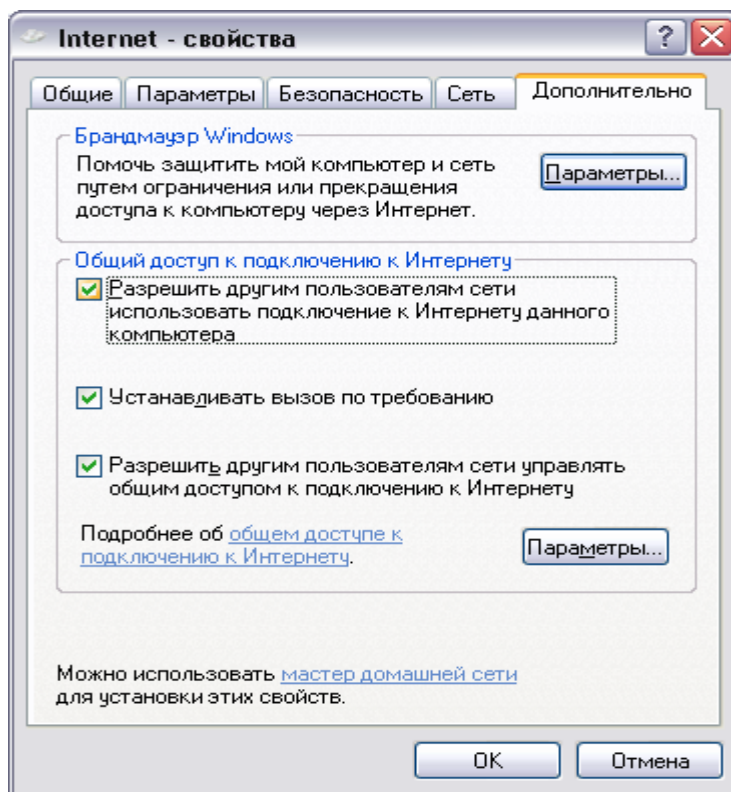 Internet - свойства
Общие Параметры Безопасность Сеть Дополнительно
Брандмауэр Windows
Помочь защитить мой компьютер и сеть
путем ограничения или прекращения
доступа к компьютеру через Интернет.
Параметры...
Общий доступ к подключению к Интернету
Разрешить другим пользователям сети
использовать подключение к Интернету данного
компьютера
Устанавливать вызов по требованию
Разрешить другим пользователям сети управлять
общим доступом к подключению к Интернету
Подробнее об общем доступе к
подключению к Интернету.
Параметры...
Можно использовать мастер домашней сети
для установки этих свойств.
OK Отмена